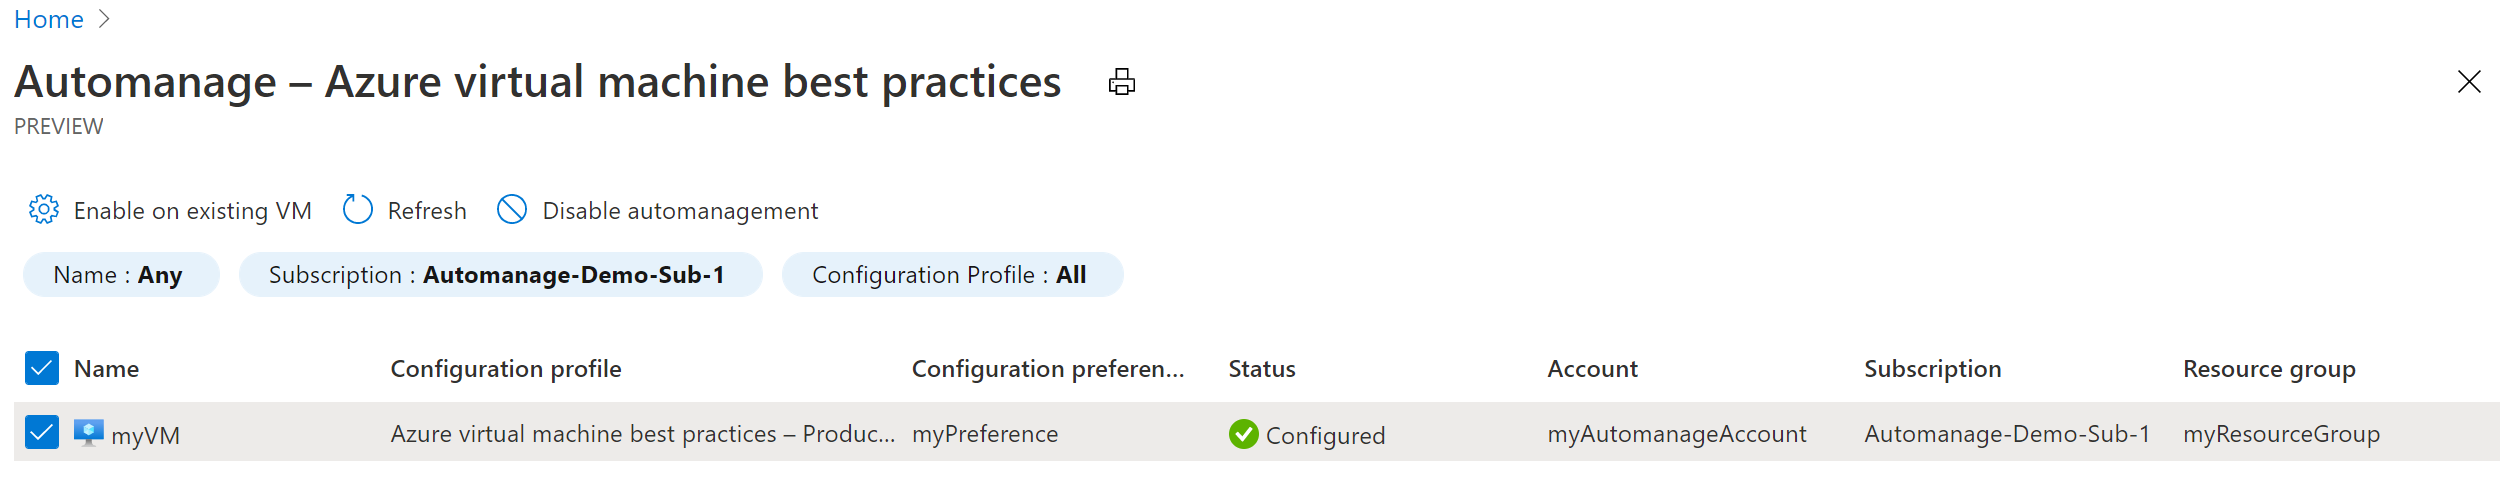 Home
Automanage – Azure virtual machine best practices
PREVIEW
Enable on existing VM Refresh Disable automanagement
Name : Any Subscription : Automanage-Demo-Sub-1 Configuration Profile : All
Name Configuration profile Configuration preferen... Status Account Subscription Resource group
myVM Azure virtual machine best practices – Produc... myPreference Configured myAutomanageAccount Automanage-Demo-Sub-1 myResourceGroup